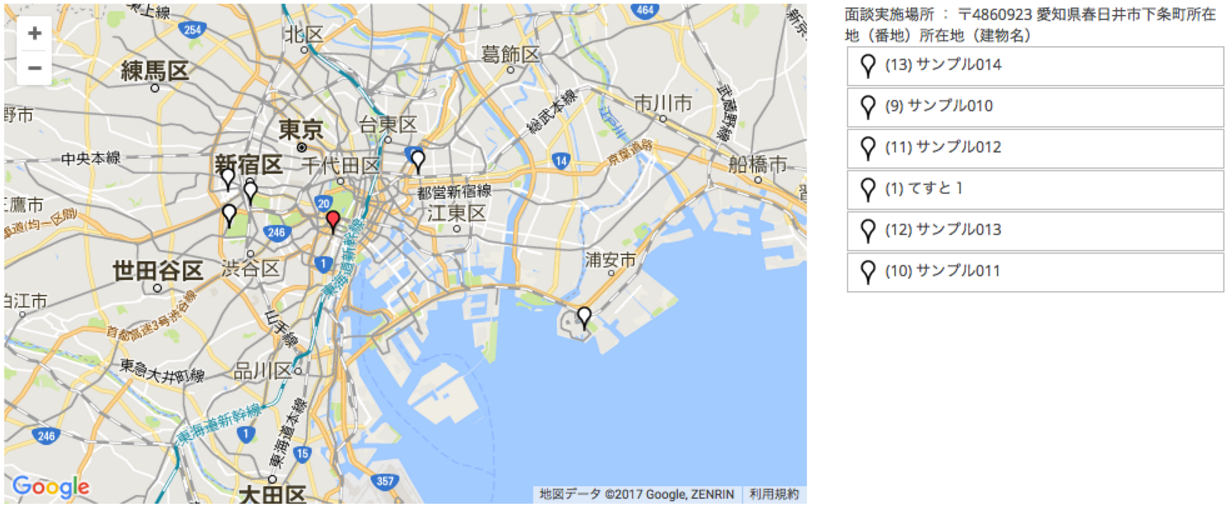 東上線
254
464
北区
葛飾区
練馬区
総武本線
市川市
武蔵野線
野市
江戸川
東京
台東区
中央本線
14
京葉道路
新宿区
千代田区
船橋市
都営新宿線
三鷹市
20
江東区
246
浦安市
1
世田谷区
渋谷区
東海道新幹線
狛江市
首都高速3号渋谷線
山手線
品川区
東急大井町線
東海道新幹線
246
1
東海道本線
15
357
大田区
Google
地図データ ©2017 Google, ZENRIN
利用規約
面談実施場所 : 〒4860923 愛知県春日井市下条町所在
地（番地）所在地（建物名）
(13) サンプル014
(9) サンプル010
(11) サンプル012
(1) てすと１
(12) サンプル013
(10) サンプル011